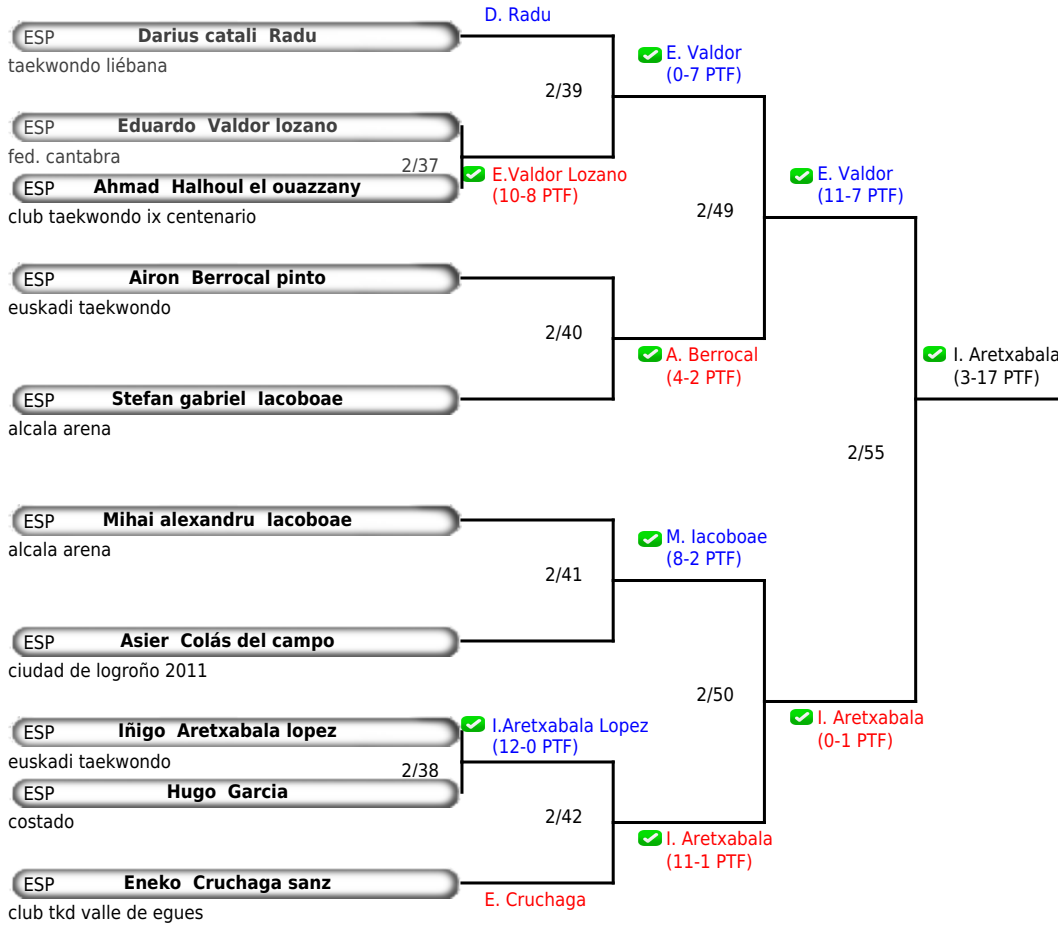 D. Radu
ESP Darius catali Radu
taekwondo liébana
E. Valdor
(0-7 PTF)
2/39
ESP Eduardo Valdor lozano
fed. cantabra
2/37
E.Valdor Lozano
(10-8 PTF)
ESP Ahmad Halhoul el ouazzany
club taekwondo ix centenario
E. Valdor
(11-7 PTF)
2/49
ESP Airon Berrocal pinto
euskadi taekwondo
2/40
A. Berrocal
(4-2 PTF)
I. Aretxabala
(3-17 PTF)
ESP Stefan gabriel Iacoboae
alcala arena
2/55
ESP Mihai alexandru Iacoboae
alcala arena
M. Iacoboae
(8-2 PTF)
2/41
ESP Asier Colás del campo
ciudad de logroño 2011
2/50
I. Aretxabala
(0-1 PTF)
ESP Iñigo Aretxabala lopez
euskadi taekwondo
I.Aretxabala Lopez
(12-0 PTF)
2/38
ESP Hugo Garcia
costado
2/42
I. Aretxabala
(11-1 PTF)
ESP Eneko Cruchaga sanz
club tkd valle de egues
E. Cruchaga